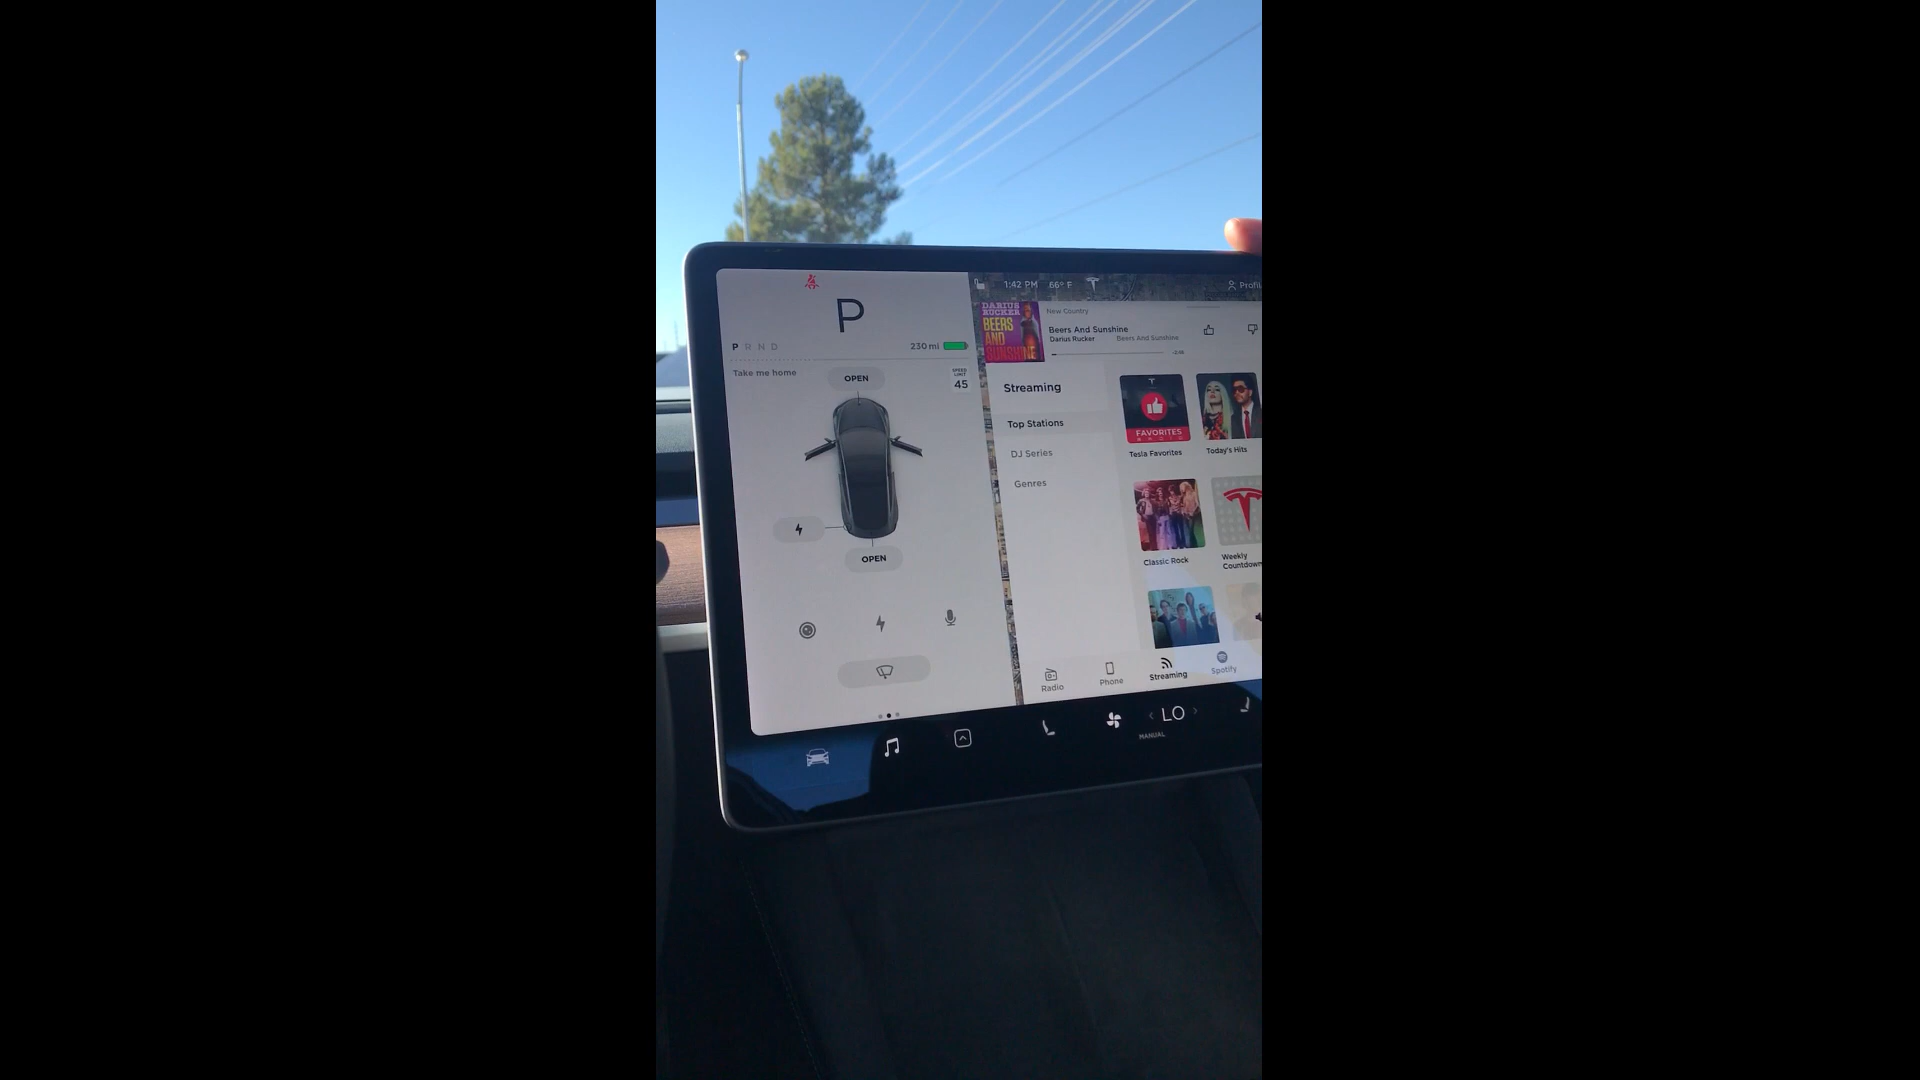 P
P R N D
230 mi
Take me home
SPEED
LIMIT
45
OPEN
OPEN
1:42 PM 66° F
Profil
DARIUS
RUCKER
BEERS
AND
SUNSHINE
New Country
Beers And Sunshine
Darius Rucker Beers And Sunshine
Streaming
Top Stations
DJ Series
Genres
FAVORITES
RADIO
Tesla Favorites
Today's Hits
Classic Rock
Weekly
Countdown
Radio
Phone
Streaming
Spotify
LO
MANUAL